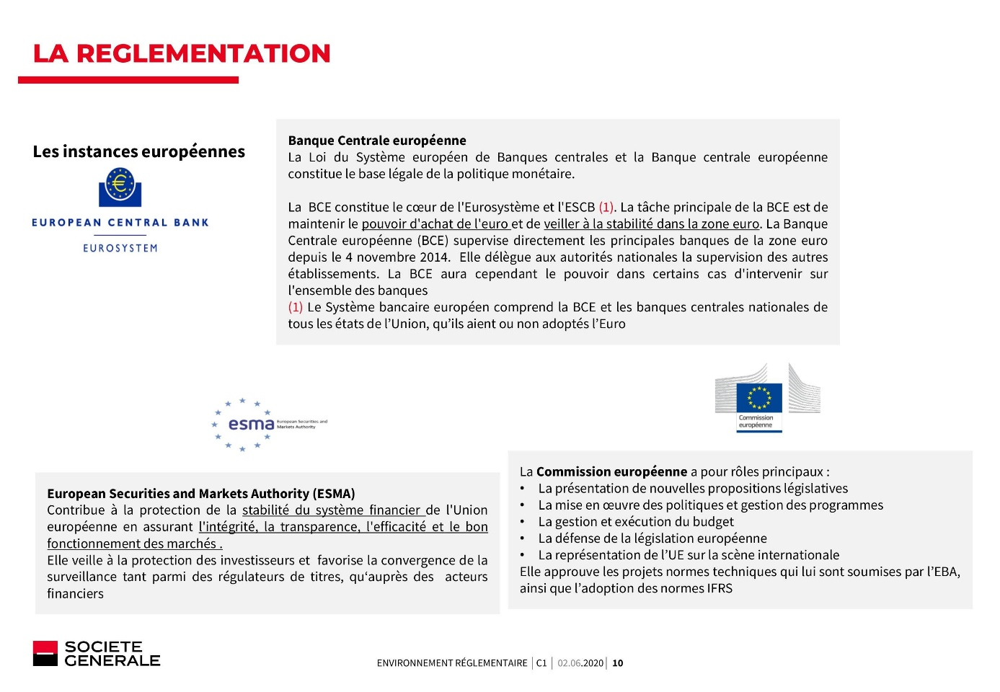 LA REGLEMENTATION
Les instances européennes
EUROPEAN CENTRAL BANK
EUROSYSTEM
Banque Centrale européenne
La Loi du Système européen de Banques centrales et la Banque centrale européenne
constitue le base légale de la politique monétaire.
La BCE constitue le cœur de l'Eurosystème et l'ESCB (1). La tâche principale de la BCE est de
maintenir le pouvoir d'achat de l'euro et de veiller à la stabilité dans la zone euro. La Banque
Centrale européenne (BCE) supervise directement les principales banques de la zone euro
depuis le 4 novembre 2014. Elle délègue aux autorités nationales la supervision des autres
établissements. La BCE aura cependant le pouvoir dans certains cas d'intervenir sur
l'ensemble des banques
(1) Le Système bancaire européen comprend la BCE et les banques centrales nationales de
tous les états de l’Union, qu’ils aient ou non adoptés l’Euro
esma European Securities and
Markets Authority
European Securities and Markets Authority (ESMA)
Contribue à la protection de la stabilité du système financier de l'Union
européenne en assurant l'intégrité, la transparence, l'efficacité et le bon
fonctionnement des marchés .
Elle veille à la protection des investisseurs et favorise la convergence de la
surveillance tant parmi des régulateurs de titres, qu‘auprès des acteurs
financiers
Commission
européenne
La Commission européenne a pour rôles principaux :
• La présentation de nouvelles propositions législatives
• La mise en œuvre des politiques et gestion des programmes
• La gestion et exécution du budget
• La défense de la législation européenne
• La représentation de l’UE sur la scène internationale
Elle approuve les projets normes techniques qui lui sont soumises par l’EBA,
ainsi que l’adoption des normes IFRS
SOCIETE
GENERALE
ENVIRONNEMENT RÉGLEMENTAIRE | C1 | 02.06.2020 | 10